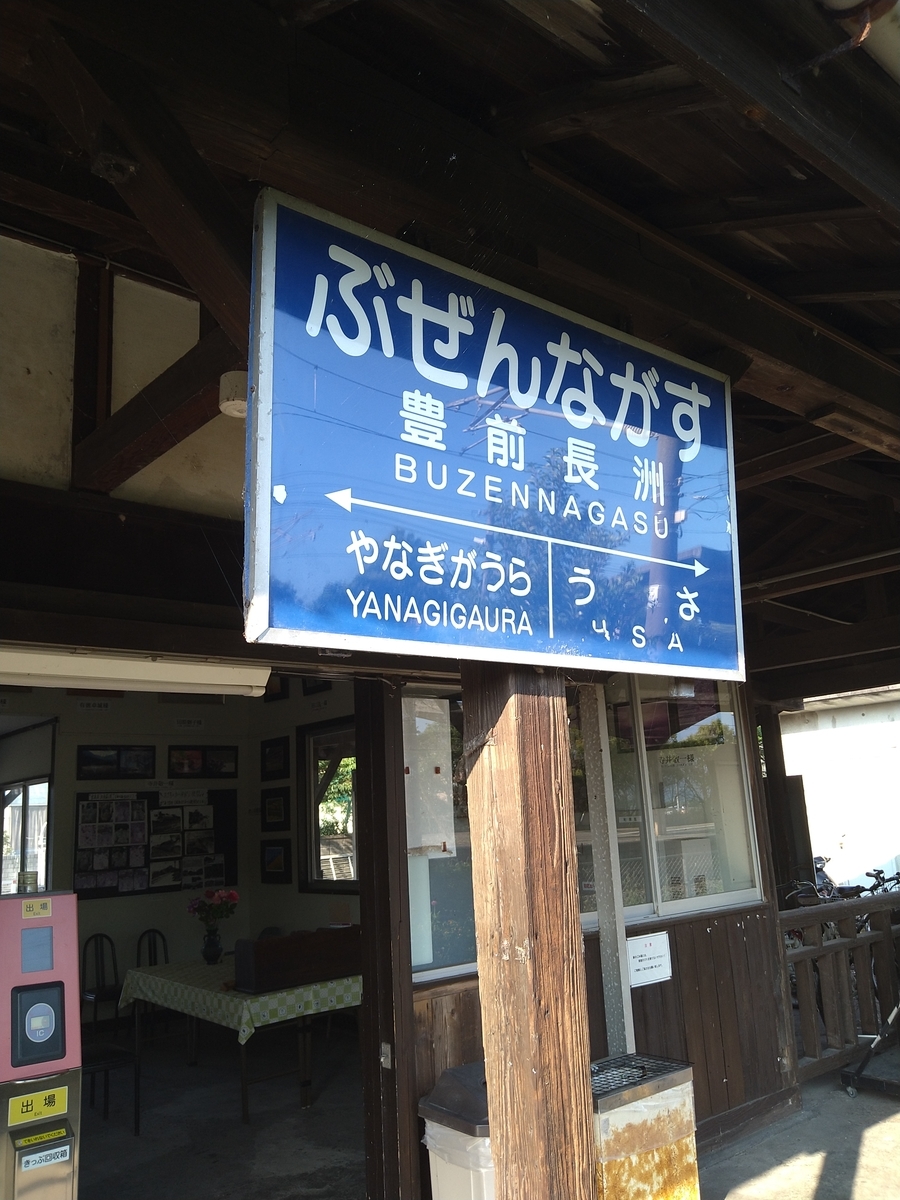 ぶぜんながす
豊前長洲
BUZENNAGASU
やなぎがうら
YANAGIGAURA
うさ
USA
出場
IC
出場
きっぷ回収箱